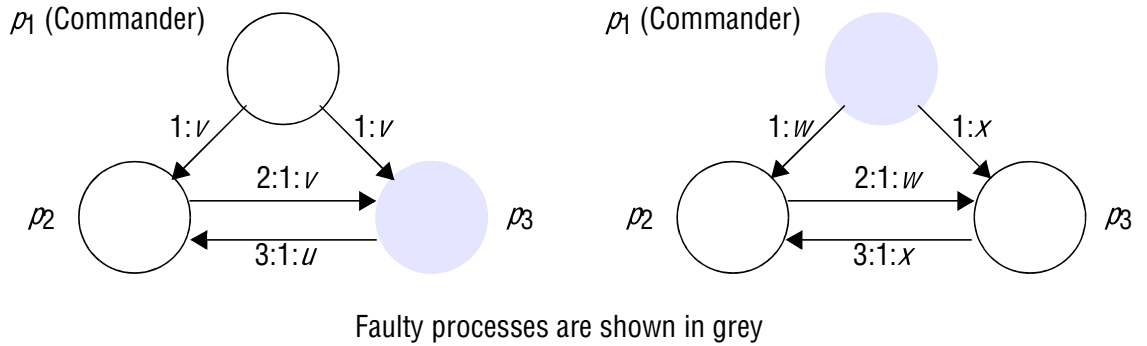 p1 (Commander)
p1 (Commander)
1:v
1:v
1:w
1:x
2:1:v
2:1:w
p2
p3
p2
p3
3:1:u
3:1:x
Faulty processes are shown in grey